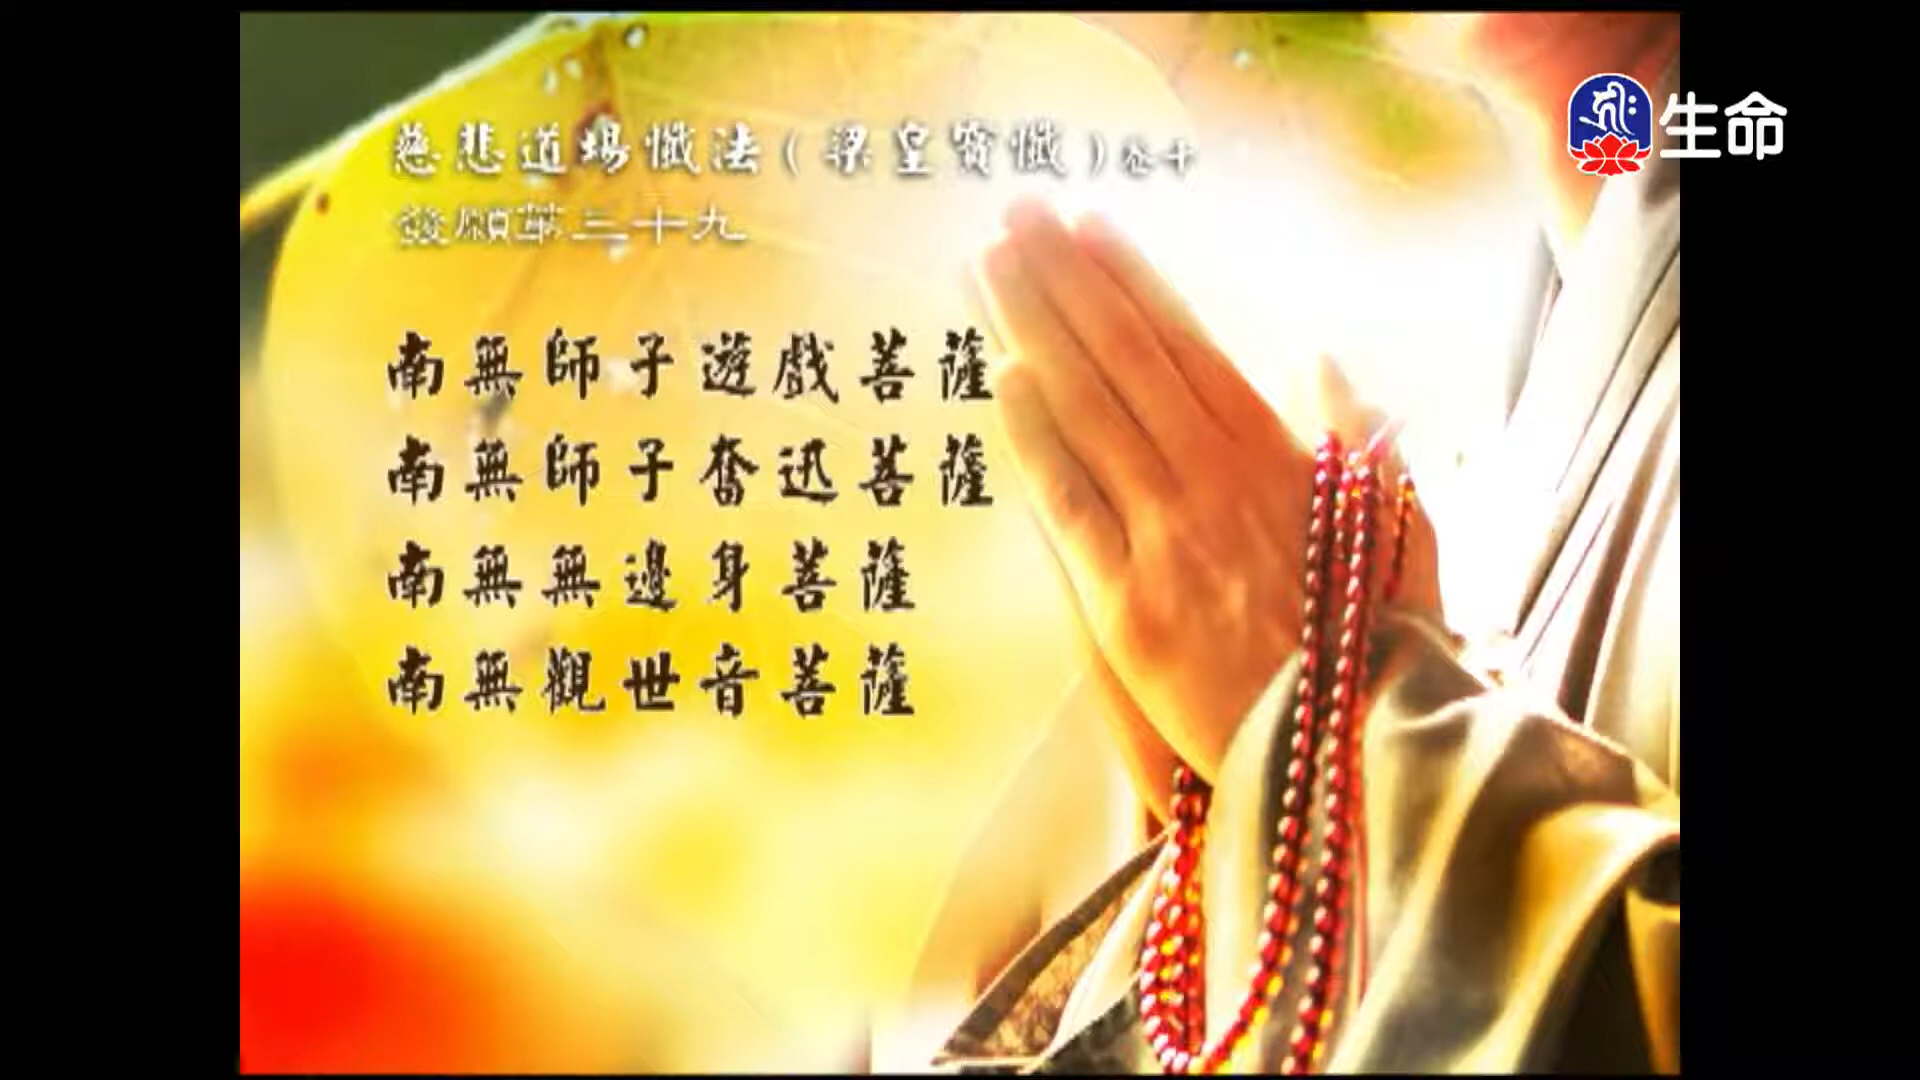 慈悲道場懺法(梁皇寶懺)卷十
發願第三十九
南無師子遊戲菩薩
南無師子奮迅菩薩
南無無邊身菩薩
南無觀世音菩薩
生命